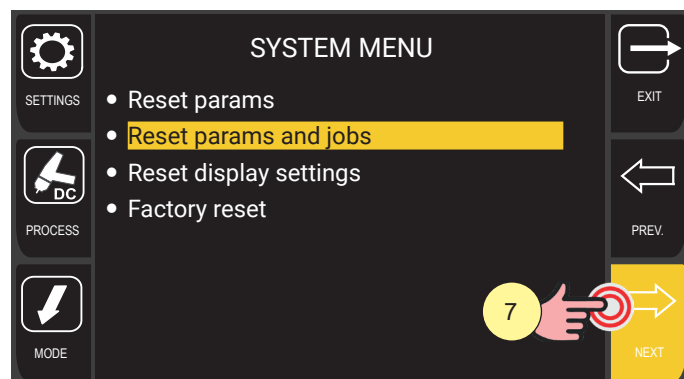 SYSTEM MENU
SETTINGS
EXIT
• Reset params
• Reset params and jobs
• Reset display settings
• Factory reset
DC
PROCESS
PREV.
7
MODE
NEXT